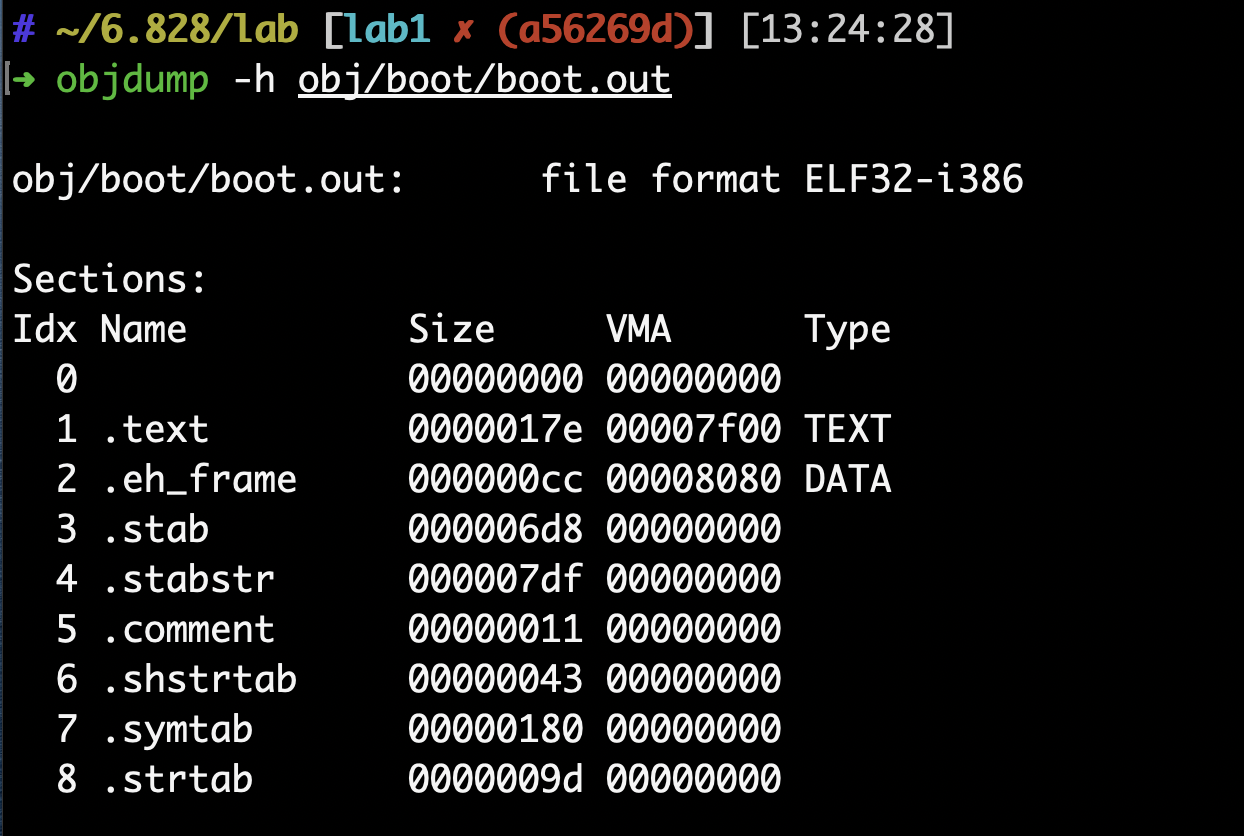 # ~/6.828/lab [lab1 ✗ (a56269d)] [13:24:28]
→ objdump -h obj/boot/boot.out
obj/boot/boot.out:      file format ELF32-i386
Sections:
Idx Name          Size     VMA      Type
  0               00000000 00000000
  1 .text         0000017e 00007f00 TEXT
  2 .eh_frame     000000cc 00008080 DATA
  3 .stab         000006d8 00000000
  4 .stabstr      000007df 00000000
  5 .comment      00000011 00000000
  6 .shstrtab     00000043 00000000
  7 .symtab       00000180 00000000
  8 .strtab       0000009d 00000000